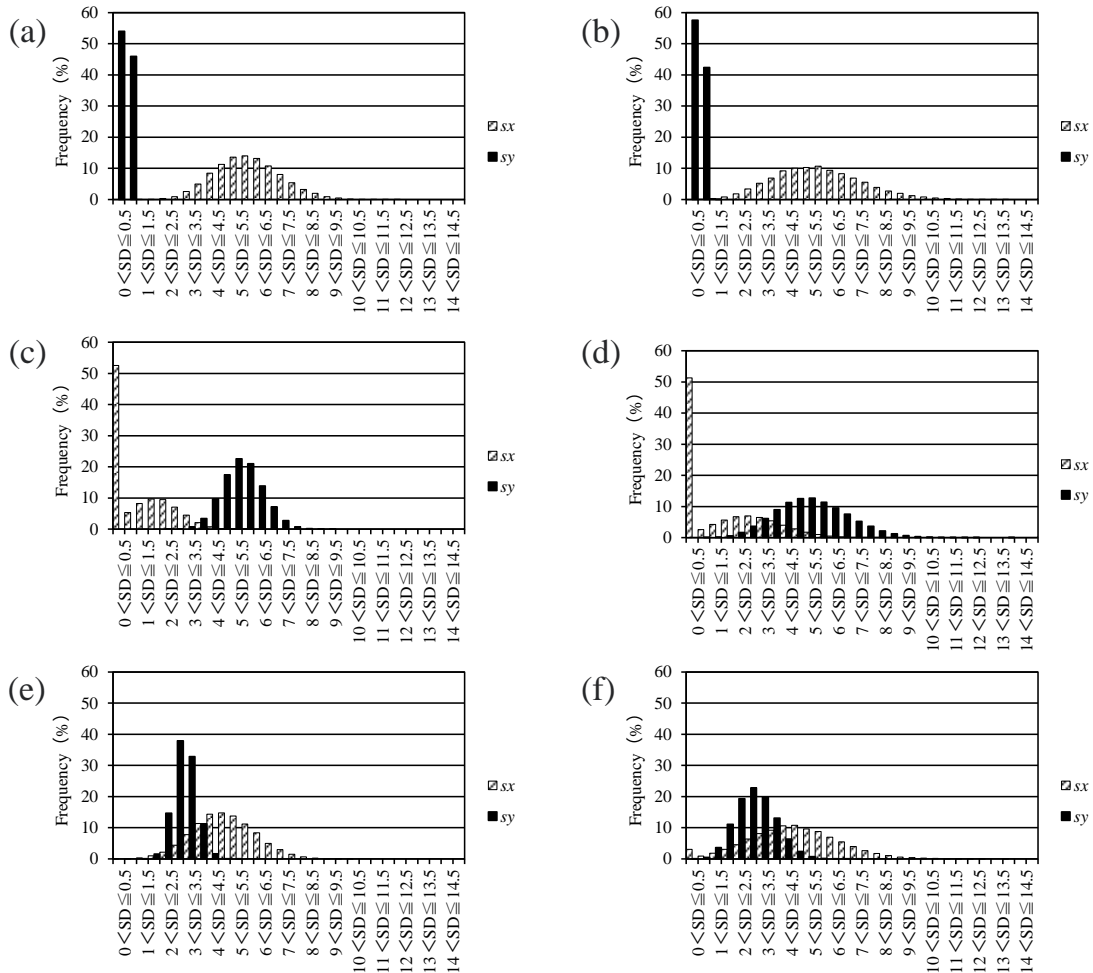 (a)
Frequency (%)
60
50
40
30
20
10
0
0 <SD≦0.5
1 <SD≦1.5
2 <SD≦2.5
3 <SD≦3.5
4 <SD≦4.5
5 <SD≦5.5
6 <SD≦6.5
7 <SD≦7.5
8 <SD≦8.5
9 <SD≦9.5
10 <SD≦10.5
11 <SD≦11.5
12 <SD≦12.5
13 <SD≦13.5
14 <SD≦14.5
sx
sy
(b)
Frequency (%)
60
50
40
30
20
10
0
0 <SD≦0.5
1 <SD≦1.5
2 <SD≦2.5
3 <SD≦3.5
4 <SD≦4.5
5 <SD≦5.5
6 <SD≦6.5
7 <SD≦7.5
8 <SD≦8.5
9 <SD≦9.5
10 <SD≦10.5
11 <SD≦11.5
12 <SD≦12.5
13 <SD≦13.5
14 <SD≦14.5
sx
sy
(c)
Frequency (%)
60
50
40
30
20
10
0
0 <SD≦0.5
1 <SD≦1.5
2 <SD≦2.5
3 <SD≦3.5
4 <SD≦4.5
5 <SD≦5.5
6 <SD≦6.5
7 <SD≦7.5
8 <SD≦8.5
9 <SD≦9.5
10 <SD≦10.5
11 <SD≦11.5
12 <SD≦12.5
13 <SD≦13.5
14 <SD≦14.5
sx
sy
(d)
Frequency (%)
60
50
40
30
20
10
0
0 <SD≦0.5
1 <SD≦1.5
2 <SD≦2.5
3 <SD≦3.5
4 <SD≦4.5
5 <SD≦5.5
6 <SD≦6.5
7 <SD≦7.5
8 <SD≦8.5
9 <SD≦9.5
10 <SD≦10.5
11 <SD≦11.5
12 <SD≦12.5
13 <SD≦13.5
14 <SD≦14.5
sx
sy
(e)
Frequency (%)
60
50
40
30
20
10
0
0 <SD≦0.5
1 <SD≦1.5
2 <SD≦2.5
3 <SD≦3.5
4 <SD≦4.5
5 <SD≦5.5
6 <SD≦6.5
7 <SD≦7.5
8 <SD≦8.5
9 <SD≦9.5
10 <SD≦10.5
11 <SD≦11.5
12 <SD≦12.5
13 <SD≦13.5
14 <SD≦14.5
sx
sy
(f)
Frequency (%)
60
50
40
30
20
10
0
0 <SD≦0.5
1 <SD≦1.5
2 <SD≦2.5
3 <SD≦3.5
4 <SD≦4.5
5 <SD≦5.5
6 <SD≦6.5
7 <SD≦7.5
8 <SD≦8.5
9 <SD≦9.5
10 <SD≦10.5
11 <SD≦11.5
12 <SD≦12.5
13 <SD≦13.5
14 <SD≦14.5
sx
sy